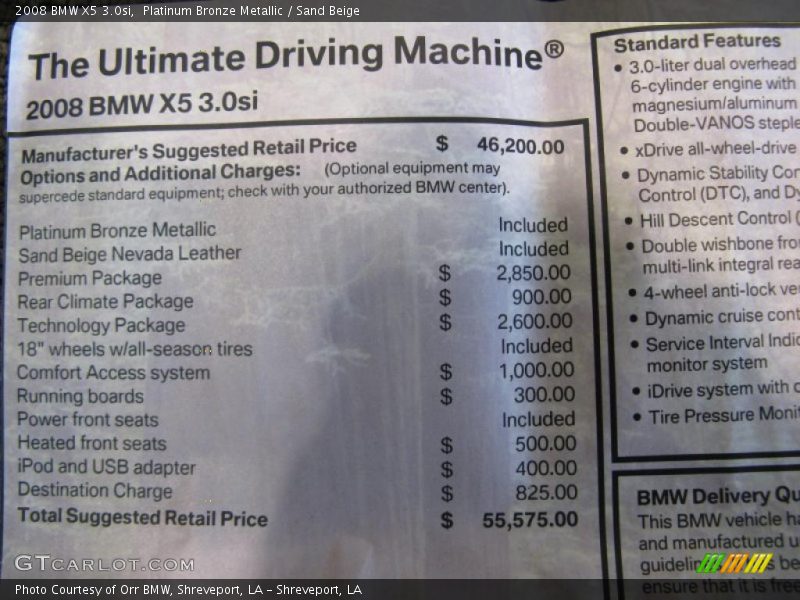 2008 BMW X5 3.0si, Platinum Bronze Metallic / Sand Beige
The Ultimate Driving Machine®
2008 BMW X5 3.0si
Manufacturer's Suggested Retail Price $ 46,200.00
Options and Additional Charges: (Optional equipment may
supercede standard equipment; check with your authorized BMW center).
Platinum Bronze Metallic Included
Sand Beige Nevada Leather Included
Premium Package $ 2,850.00
Rear Climate Package $ 900.00
Technology Package $ 2,600.00
18" wheels w/all-season tires Included
Comfort Access system $ 1,000.00
Running boards $ 300.00
Power front seats Included
Heated front seats $ 500.00
iPod and USB adapter $ 400.00
Destination Charge $ 825.00
Total Suggested Retail Price $ 55,575.00
Standard Features
• 3.0-liter dual overhead
6-cylinder engine with
magnesium/aluminum
Double-VANOS steple
• xDrive all-wheel-drive
• Dynamic Stability Con
Control (DTC), and Dy
• Hill Descent Control (
• Double wishbone fron
multi-link integral rea
• 4-wheel anti-lock ve
• Dynamic cruise cont
• Service Interval Indic
monitor system
• iDrive system with c
• Tire Pressure Monit
BMW Delivery Qu
This BMW vehicle ha
and manufactured u
be
ensure that it is free
GTCARLOT.COM
Photo Courtesy of Orr BMW, Shreveport, LA - Shreveport, LA